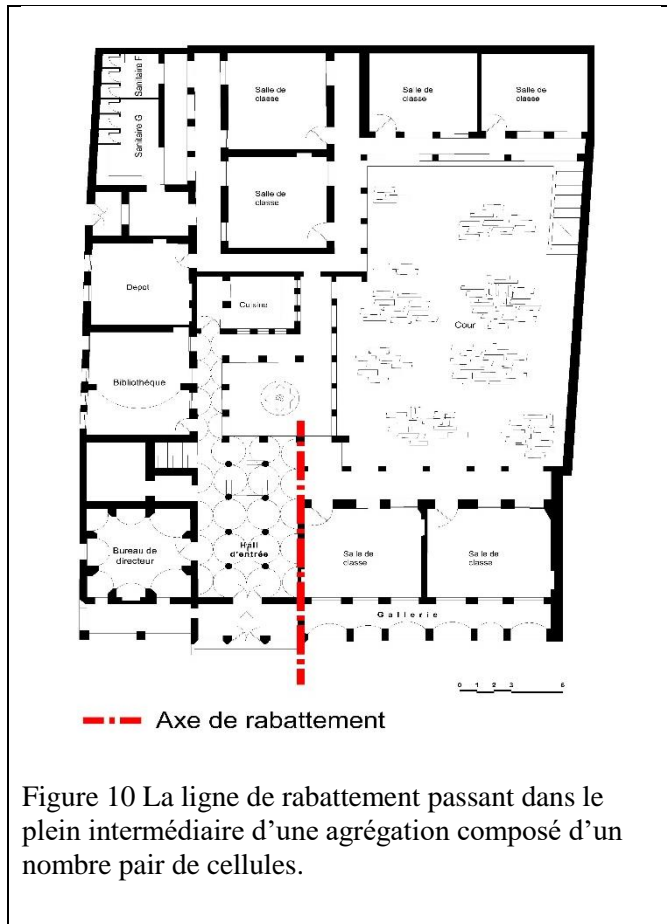 Sanitaire F
Sanitaire G
Salle de
classe
Salle de
classe
Salle de
classe
Salle de
classe
Depot
Cuisine
Cour
Bibliothéque
Bureau de
directeur
Hall
d'entrée
Salle de
classe
Salle de
classe
Gallerie
0 1 2 3 5
Axe de rabattement
Figure 10 La ligne de rabattement passant dans le
plein intermédiaire d'une agrégation composé d'un
nombre pair de cellules.